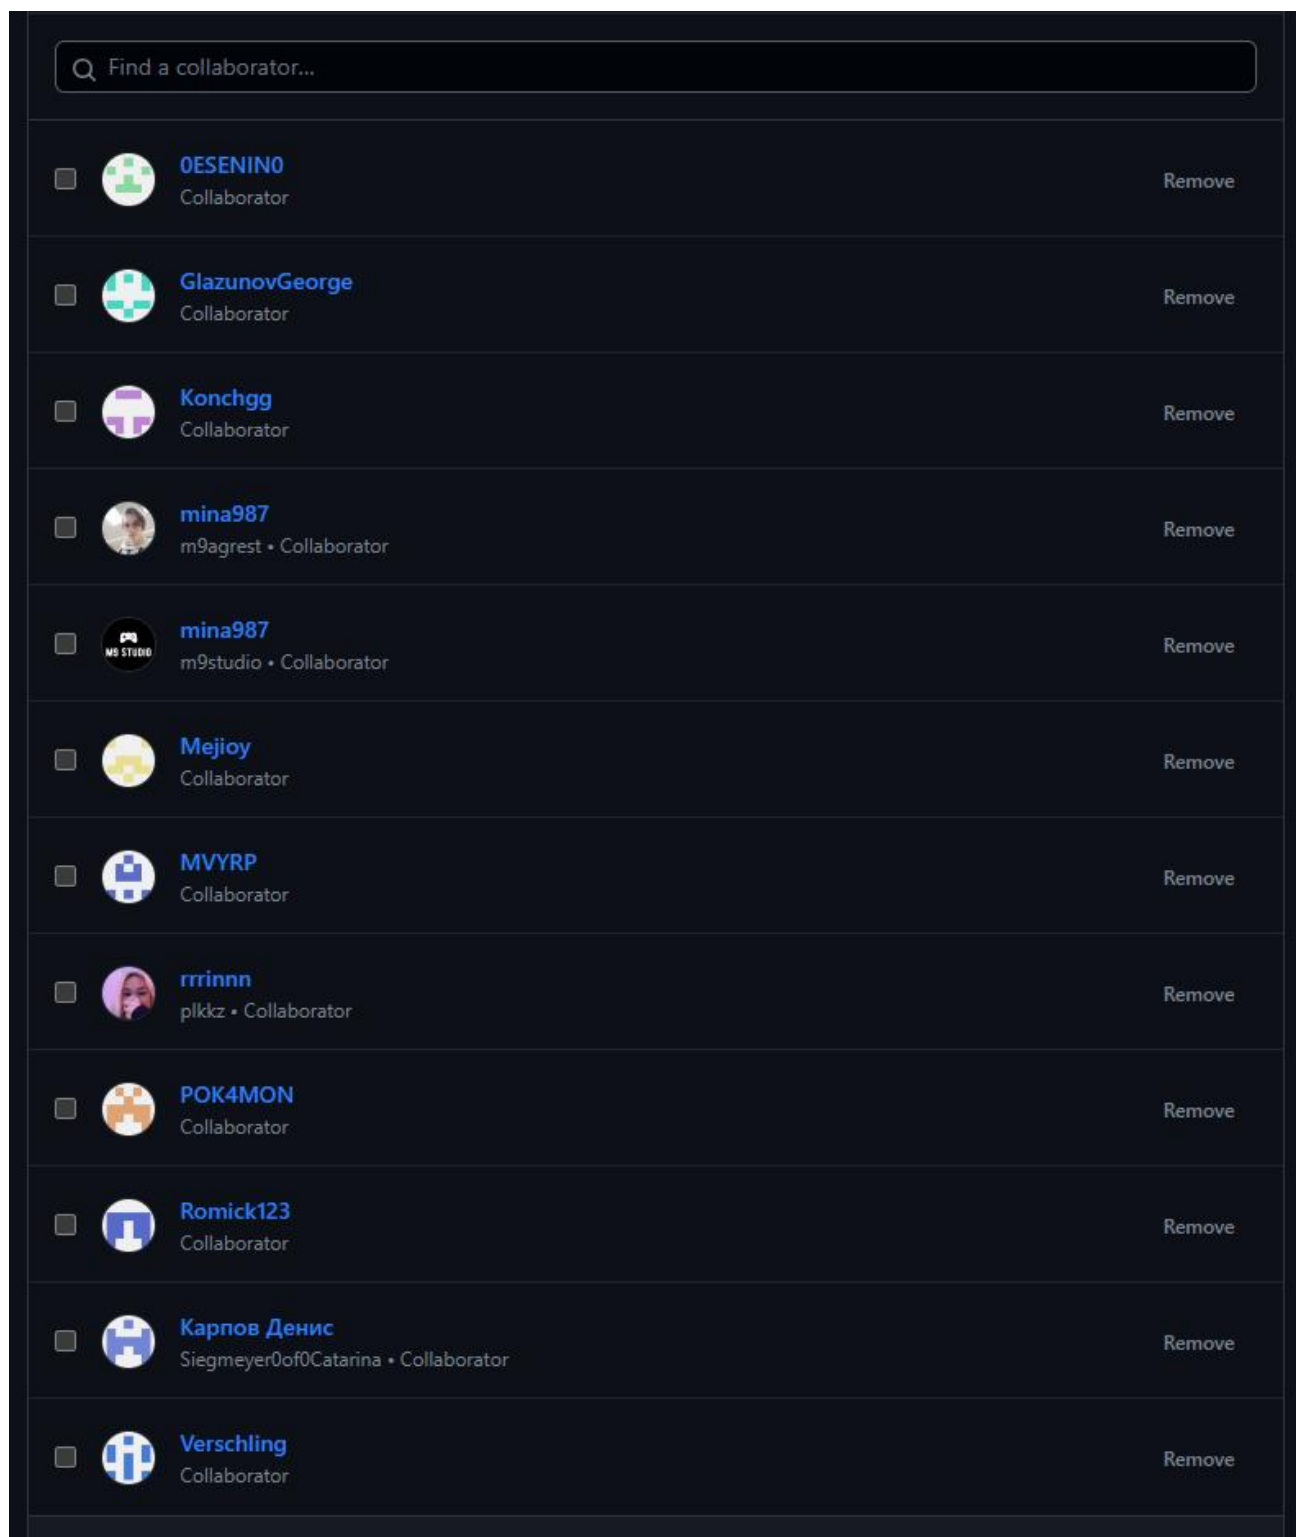 Find a collaborator...
0ESENIN0
Collaborator
Remove
GlazunovGeorge
Collaborator
Remove
Konchgg
Collaborator
Remove
mina987
m9agrest • Collaborator
Remove
M9 STUDIO
mina987
m9studio • Collaborator
Remove
Mejioy
Collaborator
Remove
MVYRP
Collaborator
Remove
rrrinnn
plkkz • Collaborator
Remove
POK4MON
Collaborator
Remove
Romick123
Collaborator
Remove
Карпов Денис
Siegmeyer0of0Catarina • Collaborator
Remove
Verschling
Collaborator
Remove